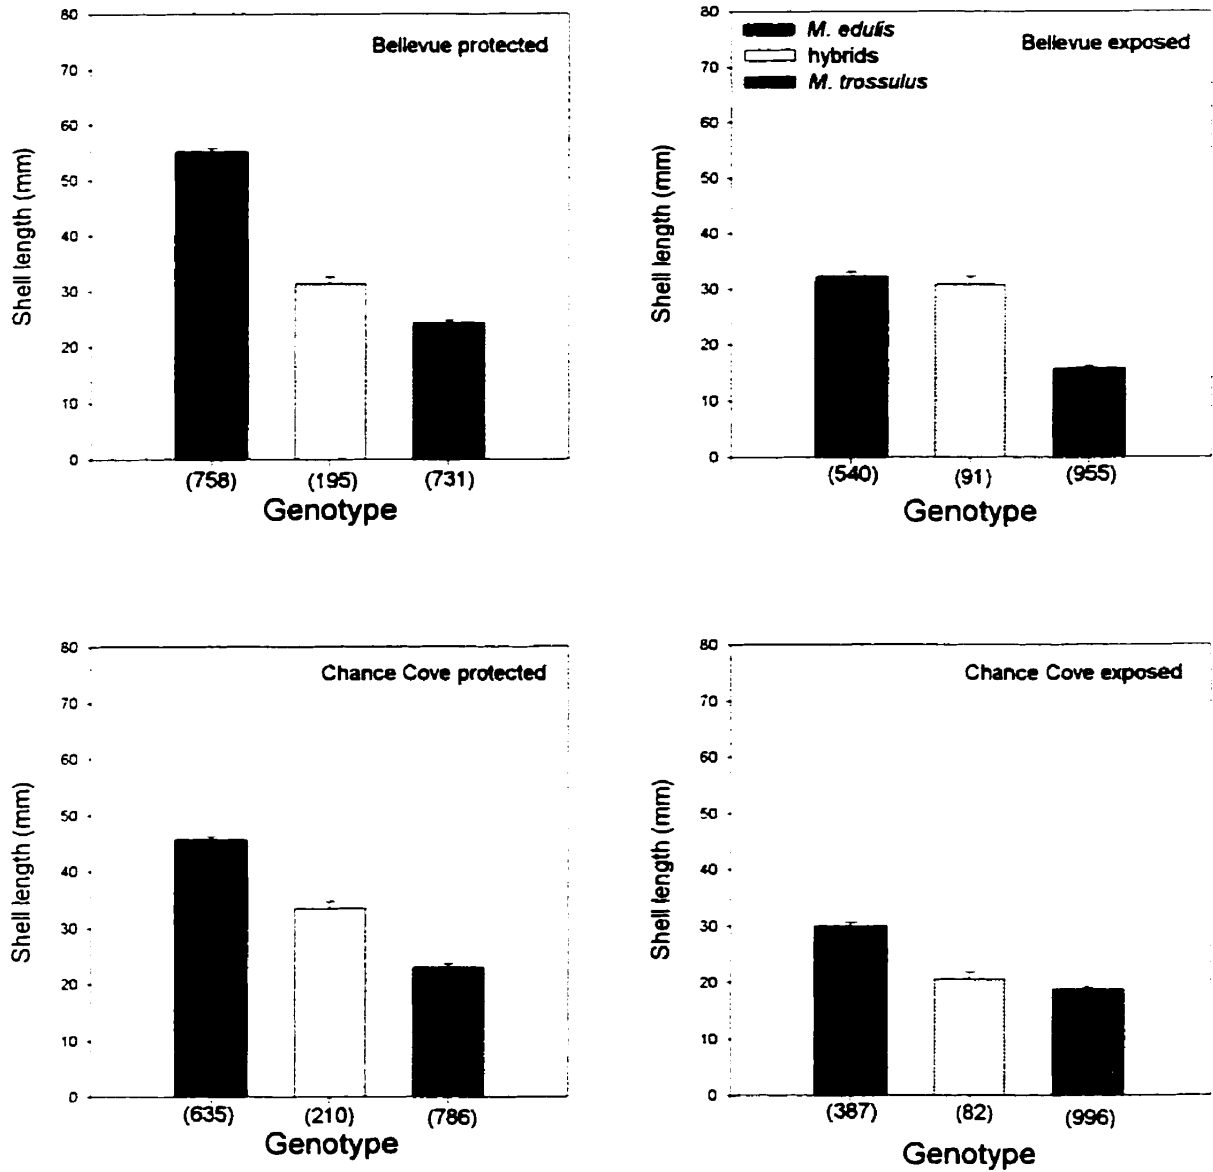 Bellevue protected
80
70
60
50
40
30
20
10
0
Shell length (mm)
(758) (195) (731)
Genotype
Bellevue exposed
M. edulis
hybrids
M. trossulus
80
70
60
50
40
30
20
10
0
Shell length (mm)
(540) (91) (955)
Genotype
Chance Cove protected
80
70
60
50
40
30
20
10
0
Shell length (mm)
(635) (210) (786)
Genotype
Chance Cove exposed
80
70
60
50
40
30
20
10
0
Shell length (mm)
(387) (82) (996)
Genotype